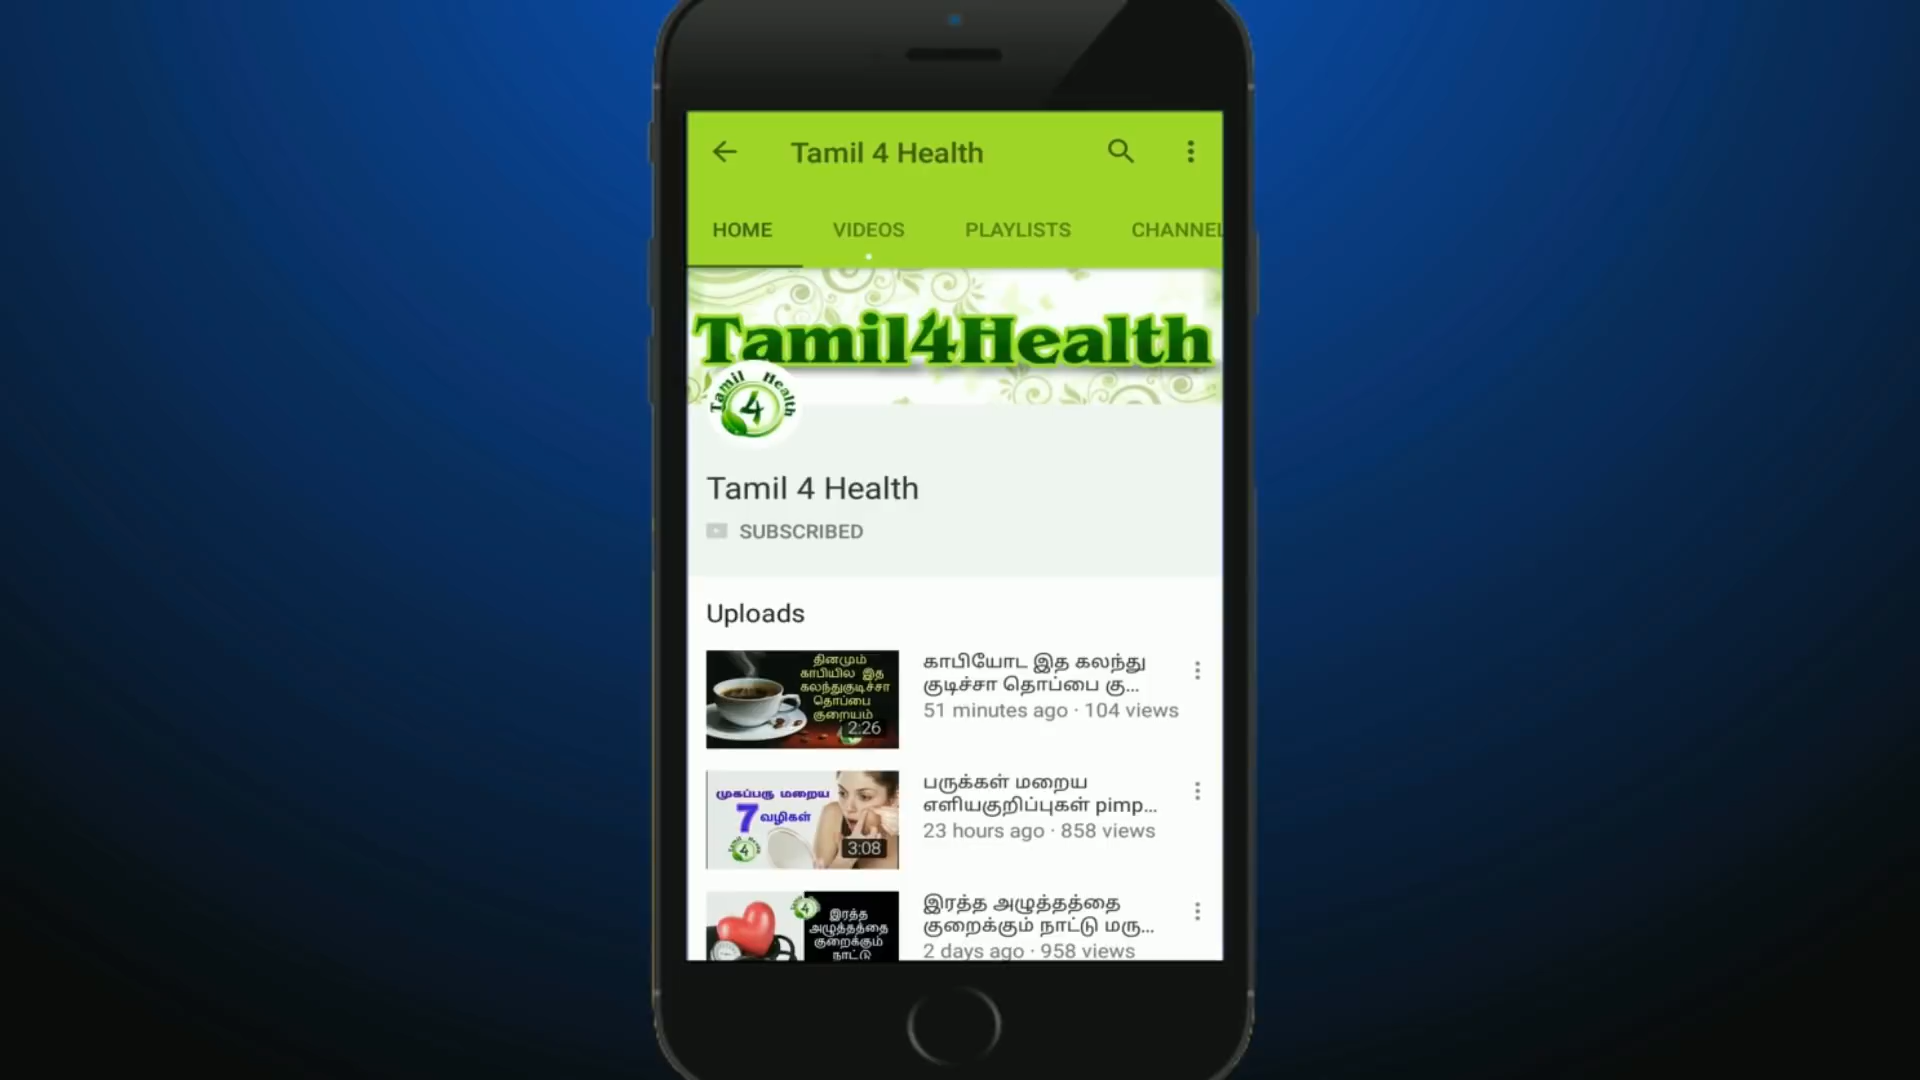 Tamil 4 Health
HOME VIDEOS PLAYLISTS CHANNEL
Tamil4Health
Tamil 4 Health
Tamil 4 Health
SUBSCRIBED
Uploads
தினமும்
காபியில இத
கலந்துகுடிச்சா
தொப்பை
குறையம்
2:26
காபியோட இத கலந்து
குடிச்சா தொப்பை கு...
51 minutes ago · 104 views
முகப்பரு மறைய
7 வழிகள்
4
3:08
பருக்கள் மறைய
எளியகுறிப்புகள் pimp...
23 hours ago · 858 views
4
இரத்த
அழுத்தத்தை
குறைக்கும்
நாட்டு
இரத்த அழுத்தத்தை
குறைக்கும் நாட்டு மரு...
2 days ago · 958 views